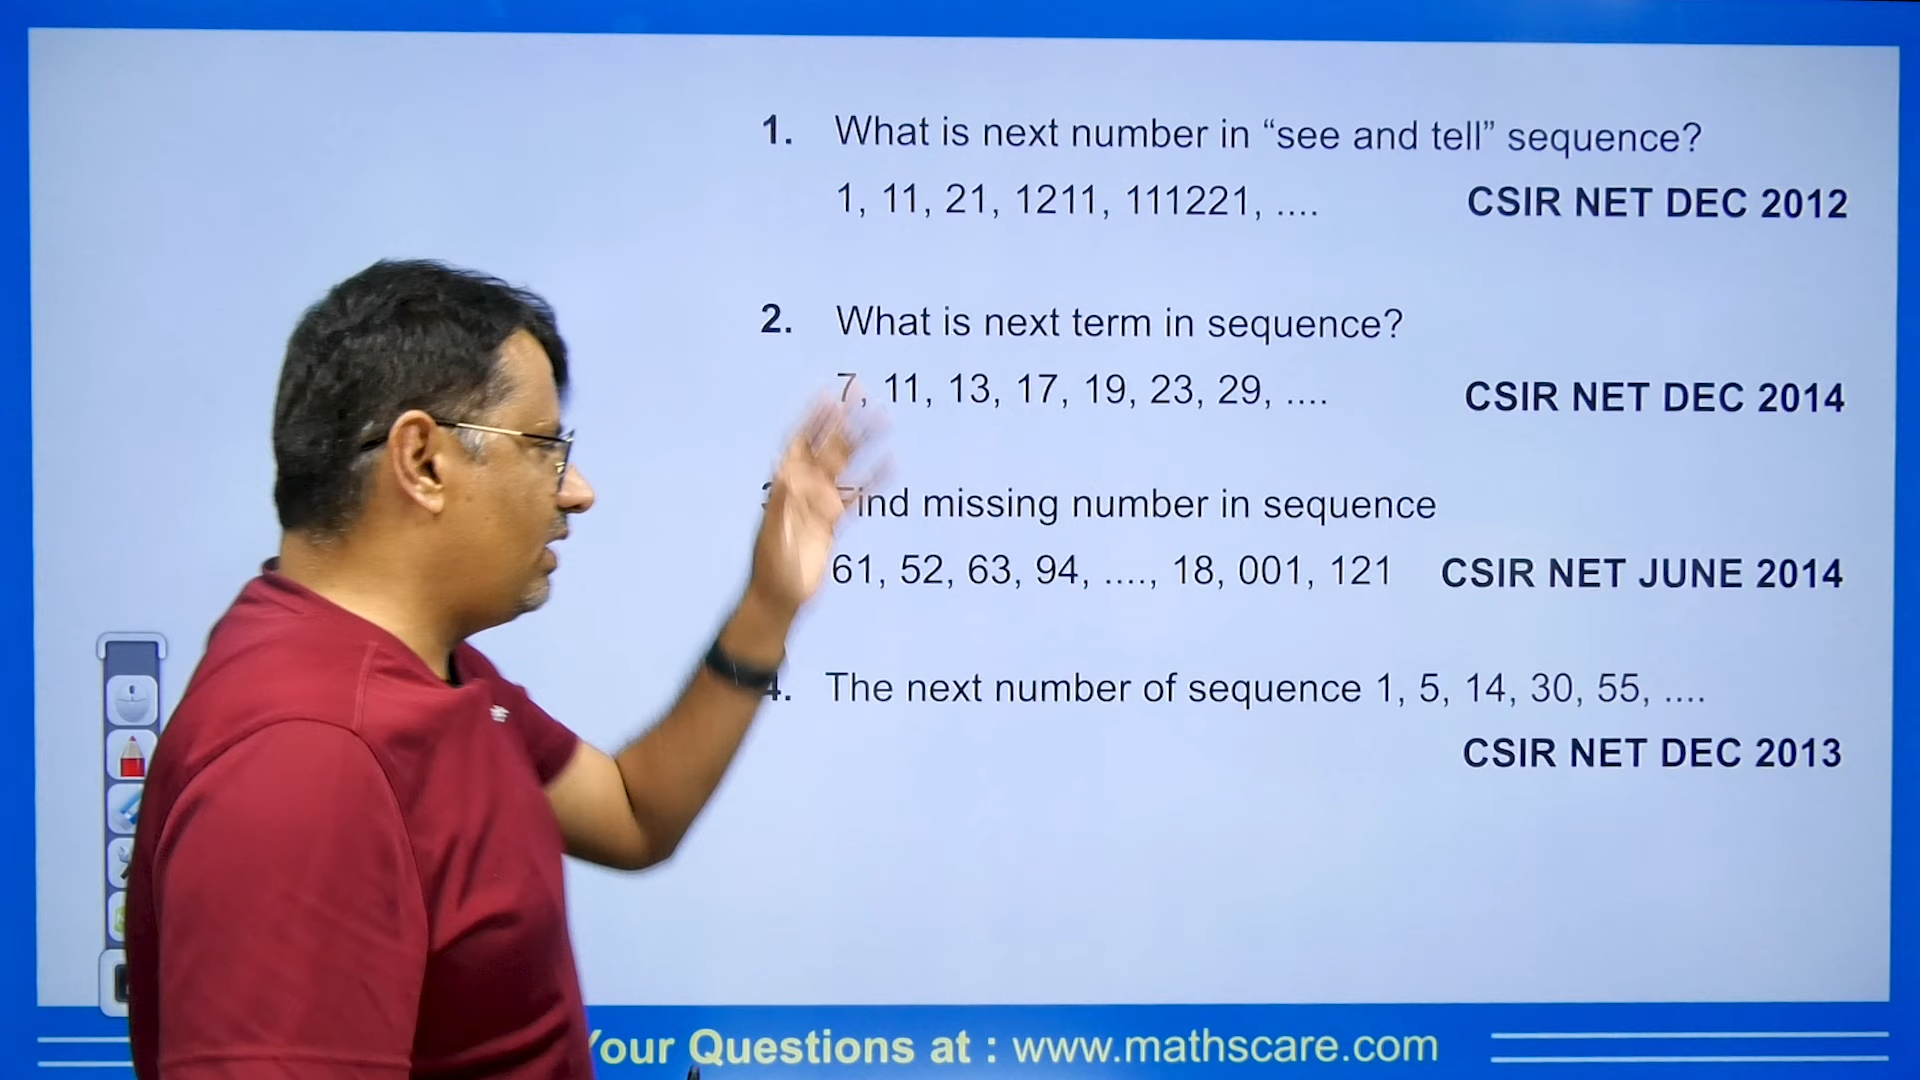 1. What is next number in “see and tell” sequence?
1, 11, 21, 1211, 111221, .... CSIR NET DEC 2012
2. What is next term in sequence?
7, 11, 13, 17, 19, 23, 29, .... CSIR NET DEC 2014
Find missing number in sequence
61, 52, 63, 94, ...., 18, 001, 121 CSIR NET JUNE 2014
4. The next number of sequence 1, 5, 14, 30, 55, ....
CSIR NET DEC 2013
Your Questions at : www.mathscare.com